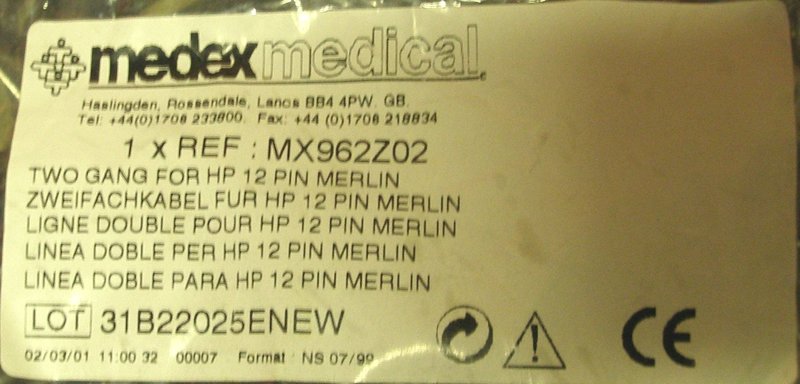 medexmedical
Haslingden, Rossendale, Lancs BB4 4PW. GB.
Tel: +44(0)1706 233800. Fax: +44 (0)1706 218834
1 x REF : MX962Z02
TWO GANG FOR HP 12 PIN MERLIN
ZWEIFACHKABEL FUR HP 12 PIN MERLIN
LIGNE DOUBLE POUR HP 12 PIN MERLIN
LINEA DOBLE PER HP 12 PIN MERLIN
LINEA DOBLE PARA HP 12 PIN MERLIN
LOT 31B22025ENEW
02/03/01 11:00 32 00007 Format : NS 07/99
CE